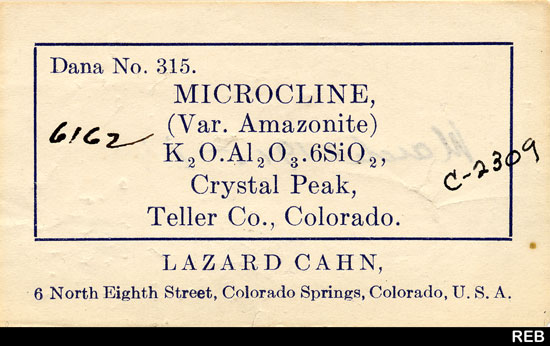 Dana No. 315.
MICROCLINE,
6162
(Var. Amazonite)
K₂O.Al₂O₃.6SiO₂,
C-2309
Crystal Peak,
Teller Co., Colorado.
LAZARD CAHN,
6 North Eighth Street, Colorado Springs, Colorado, U. S. A.
REB